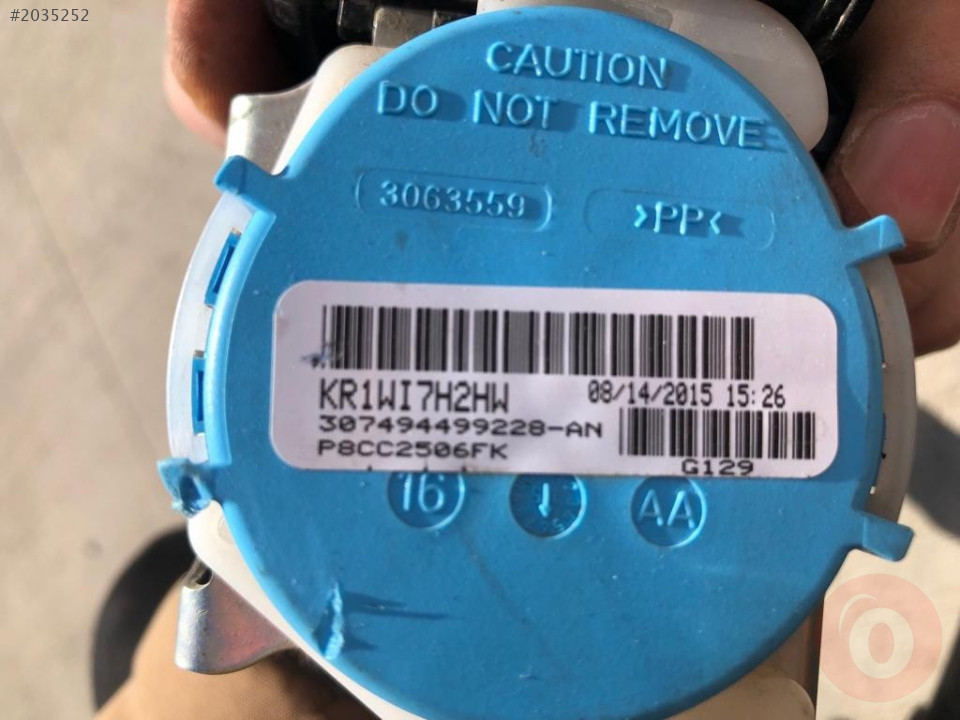 #2035252
CAUTION
DO NOT REMOVE
3063559
>PP<
KR1WI7H2HW 08/14/2015 15:26
307494499228-AN
P8CC2506FK
G129
16
AA
O